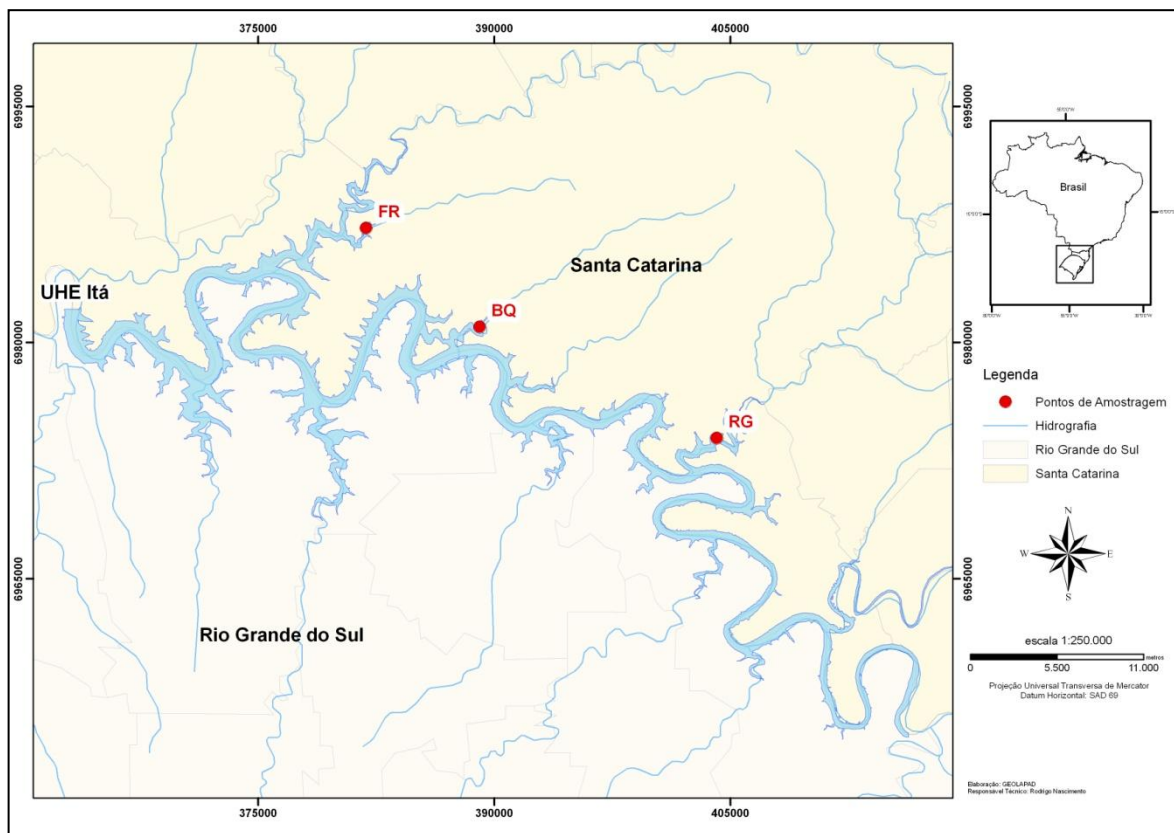 375000
390000
405000
6995000
6995000
FR
Santa Catarina
UHE Itá
BQ
6980000
6980000
RG
6965000
6965000
Rio Grande do Sul
375000
390000
405000
Brasil
Legenda
Pontos de Amostragem
Hidrografia
Rio Grande do Sul
Santa Catarina
N
W
E
S
escala 1:250.000
metros
0
5.500
11.000
Projeção Universal Transversa de Mercator
Datum Horizontal: SAD 69
Elaboração: GEOLAPAD
Responsável Técnico: Rodrigo Nascimento